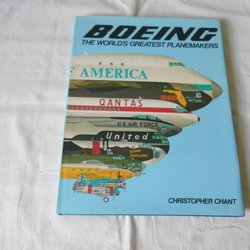 BOEING
THE WORLD'S GREATEST PLANEMAKERS
F AMERICA
QANTAS
U.S. AIR FORCE
United
CHRISTOPHER CHANT